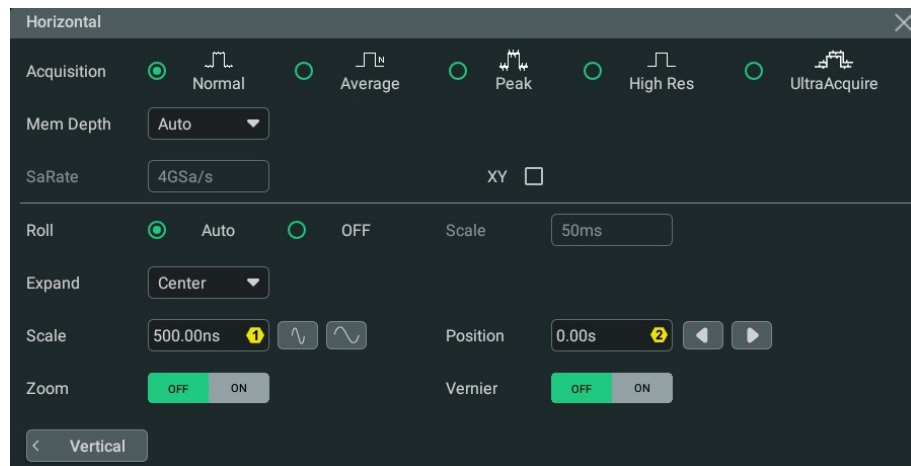 Horizontal
Acquisition Normal N Average Peak High Res UltraAcquire
Mem Depth Auto
SaRate 4GSa/s XY
Roll Auto OFF Scale 50ms
Expand Center
Scale 500.00ns 1 Position 0.00s 2
Zoom OFF ON Vernier OFF ON
Vertical